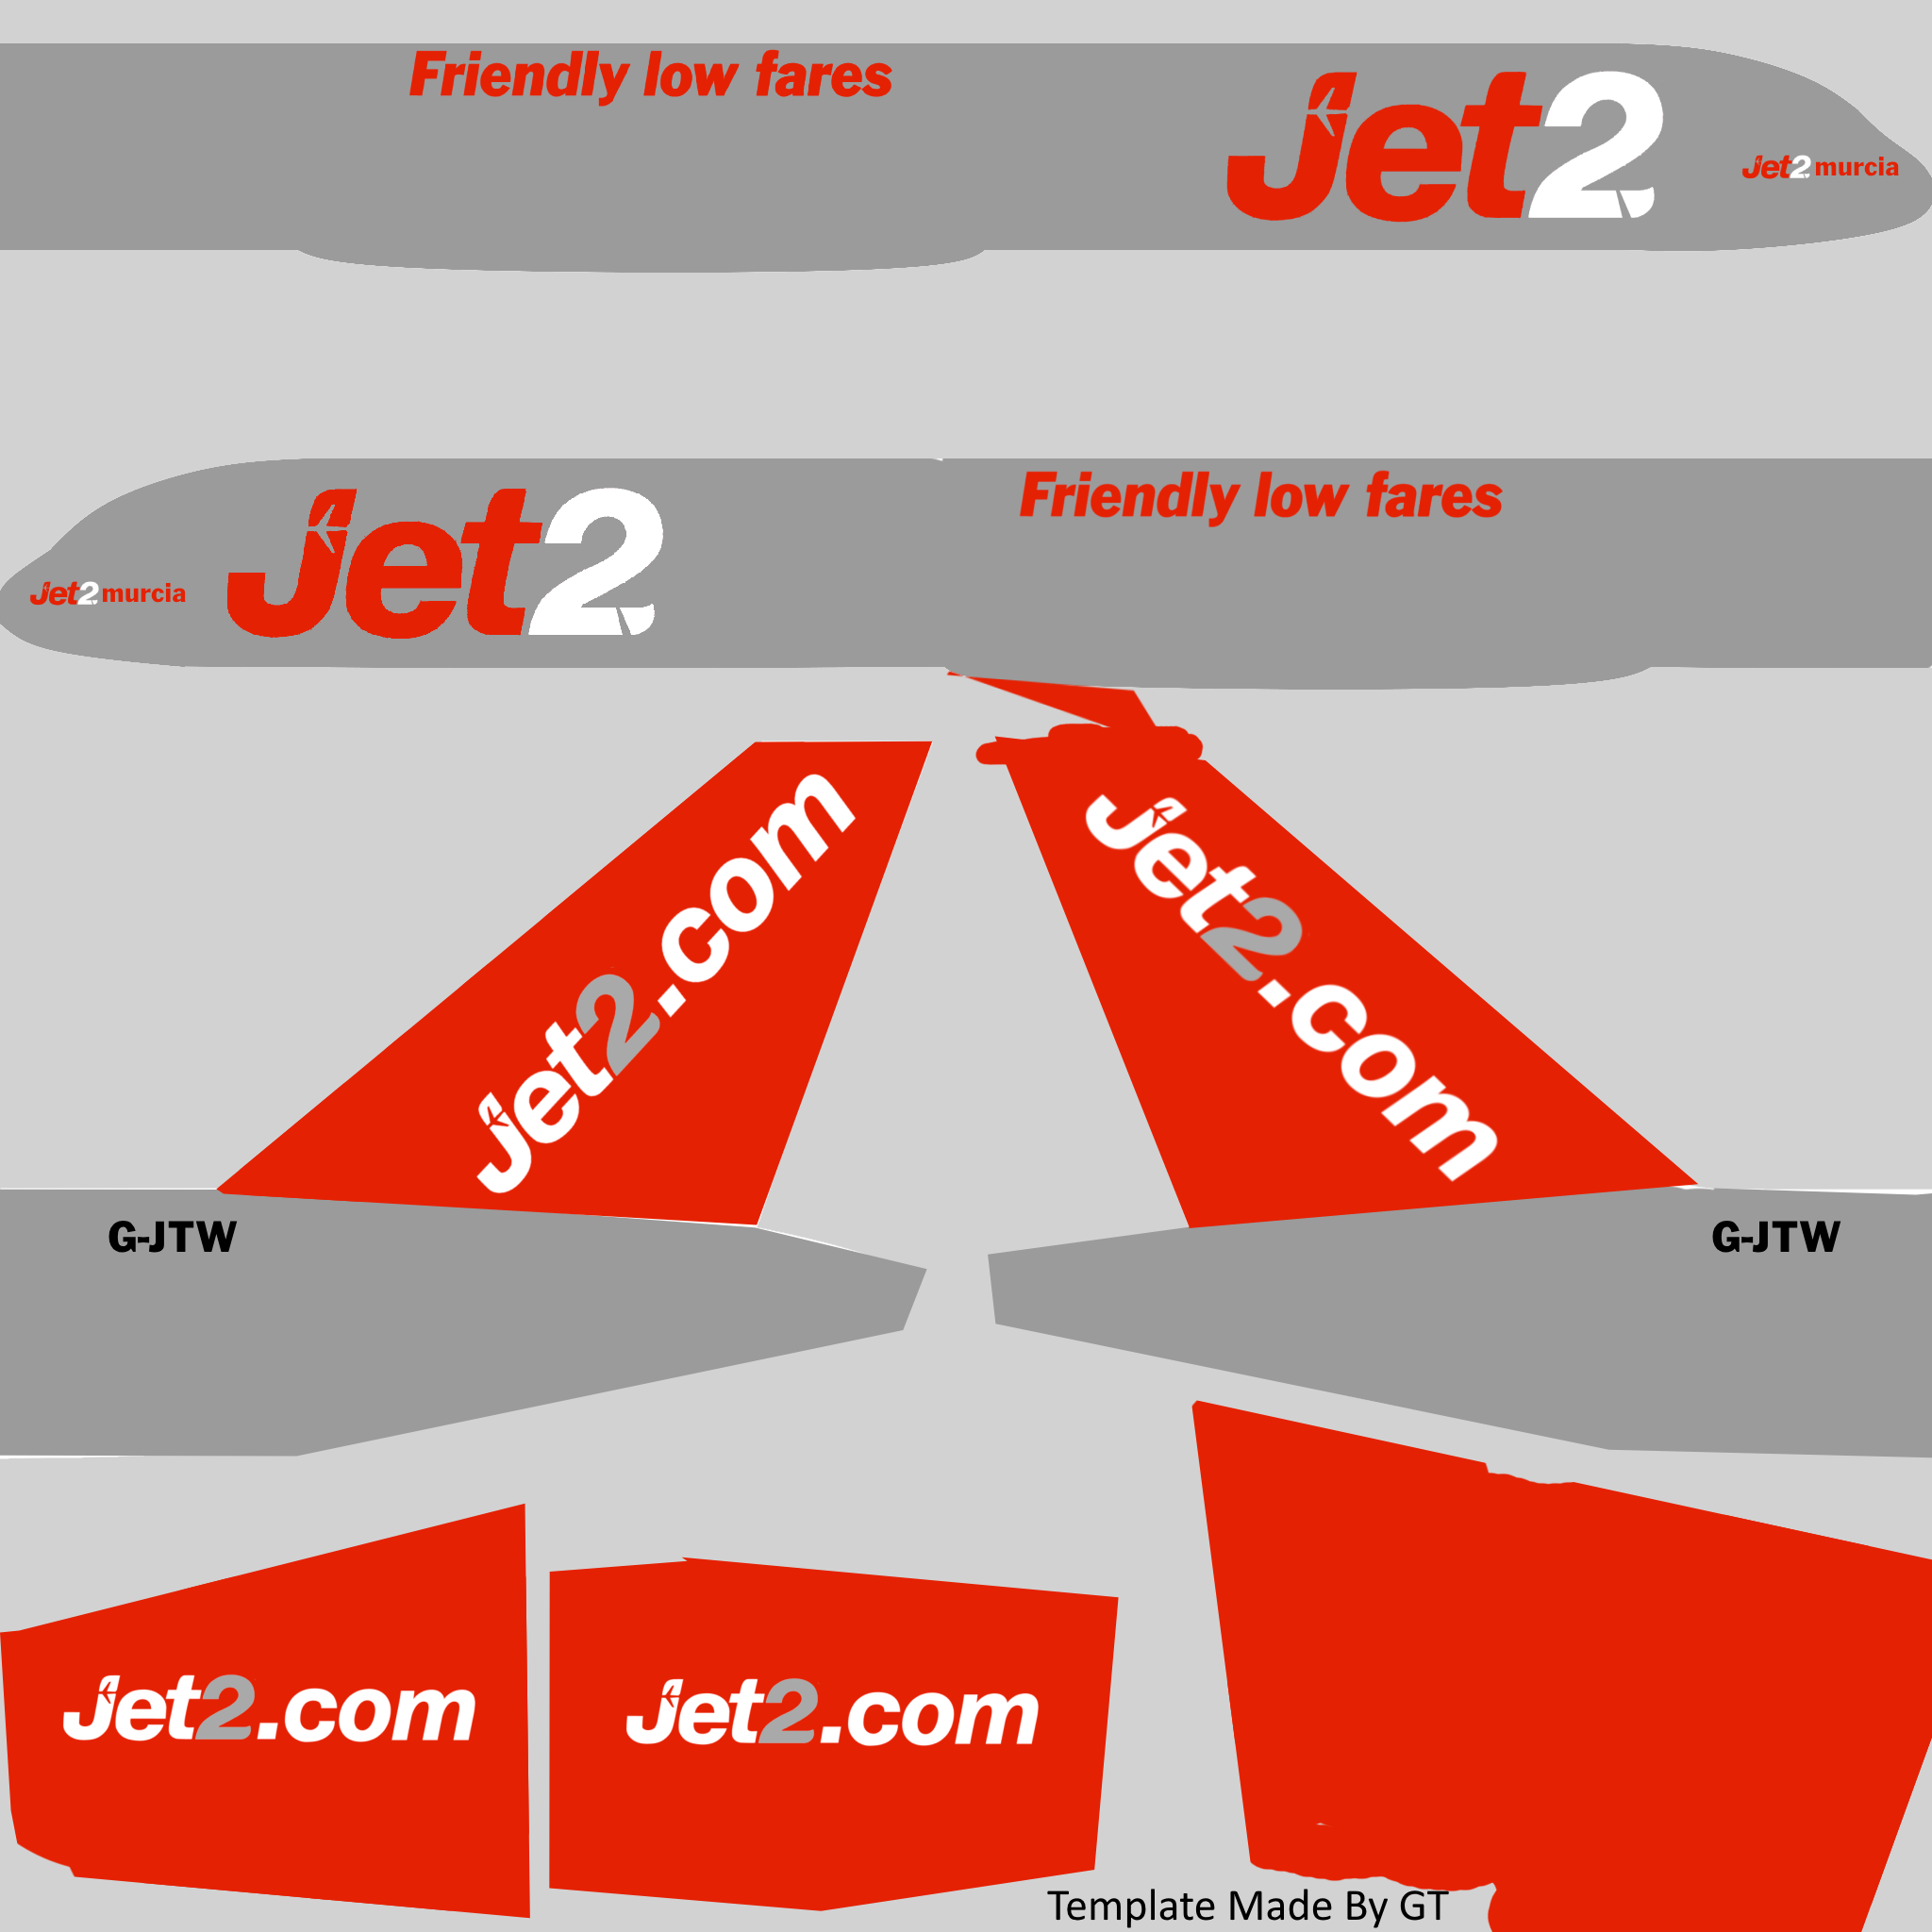 Friendly low fares
Jet2
Jet2 murcia
Jet2 murcia
Jet2
Friendly low fares
Jet2.com
Jet2.com
G-JTW
G-JTW
Jet2.com
Jet2.com
Template Made By GT